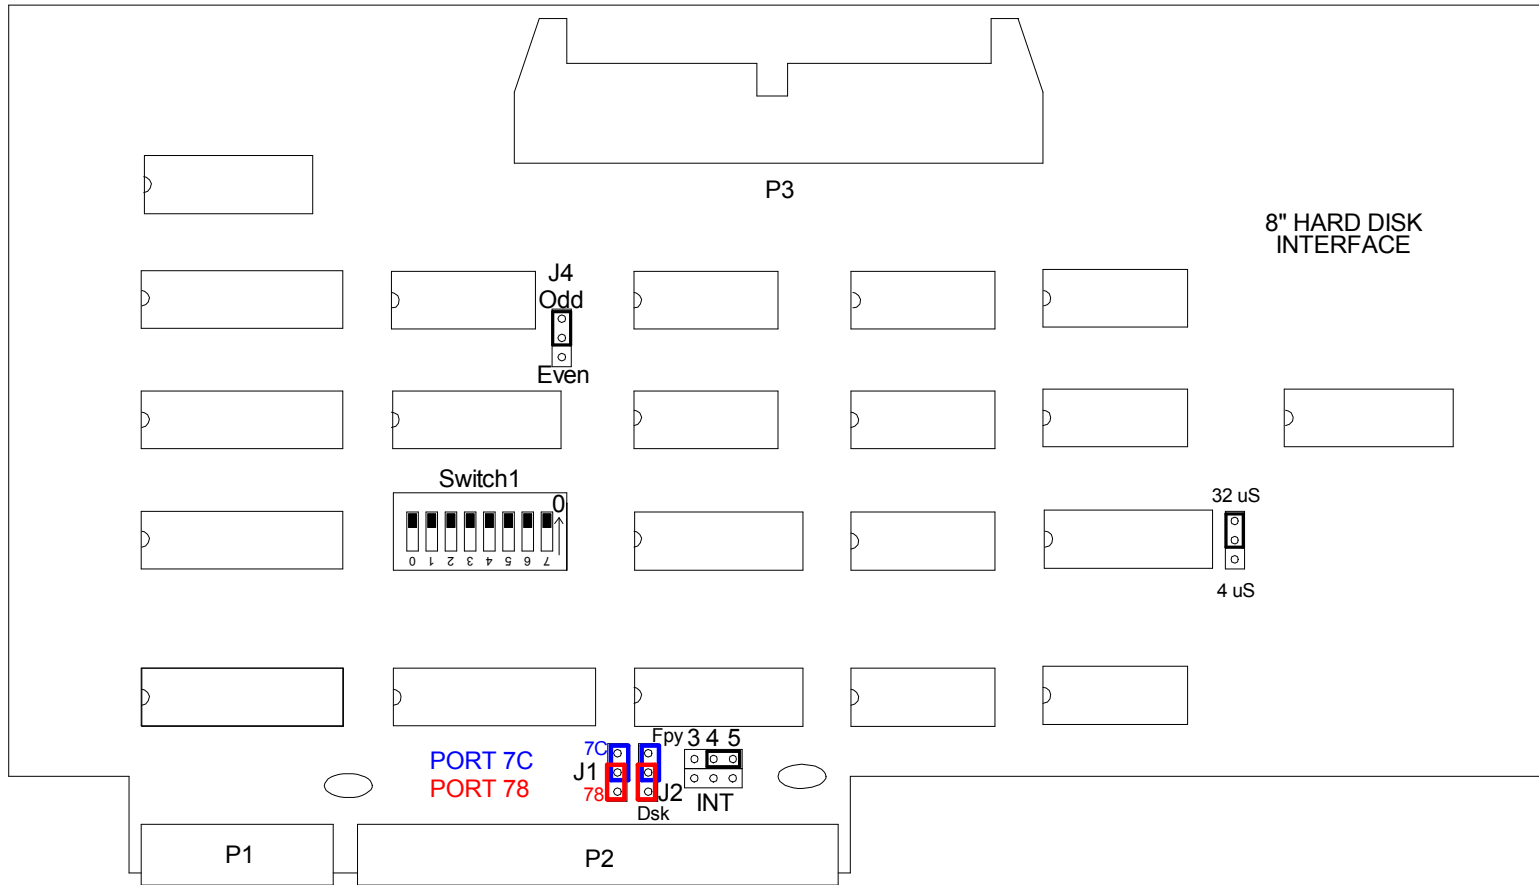 P3
8" HARD DISK
INTERFACE
J4
Odd
Even
Switch1
0
0 1 2 3 4 5 6 7
32 uS
4 uS
PORT 7C
PORT 78
7C
J1
78
Fpy
J2
Dsk
3 4 5
INT
P1
P2